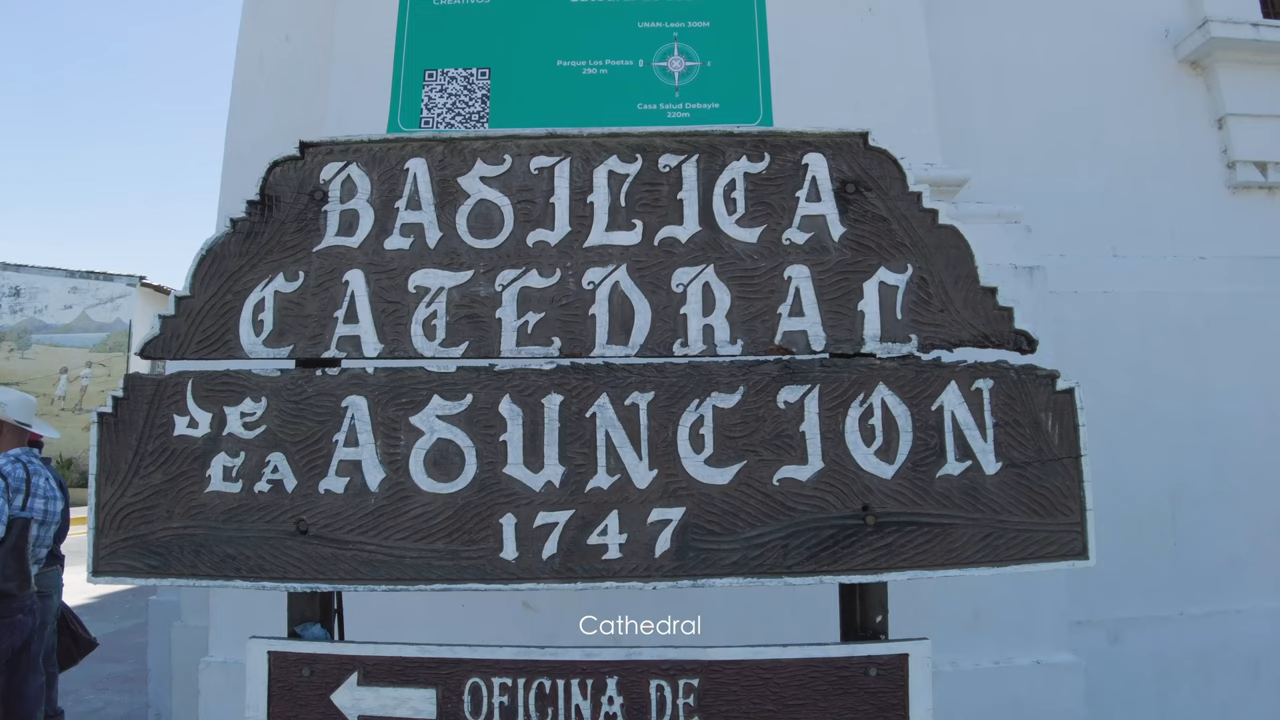 CREATIVOS
UNAN-León 300M
N
Parque Los Poetas
290 m
O
E
S
Casa Salud Debayle
220m
BASILICA
CATEDRAL
de LA ASUNCION
1747
Cathedral
OFICINA DE